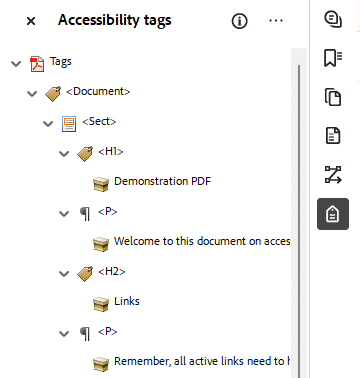 Accessibility tags
Tags
<Document>
<Sect>
<H1>
Demonstration PDF
<P>
Welcome to this document on acces
<H2>
Links
<P>
Remember, all active links need to